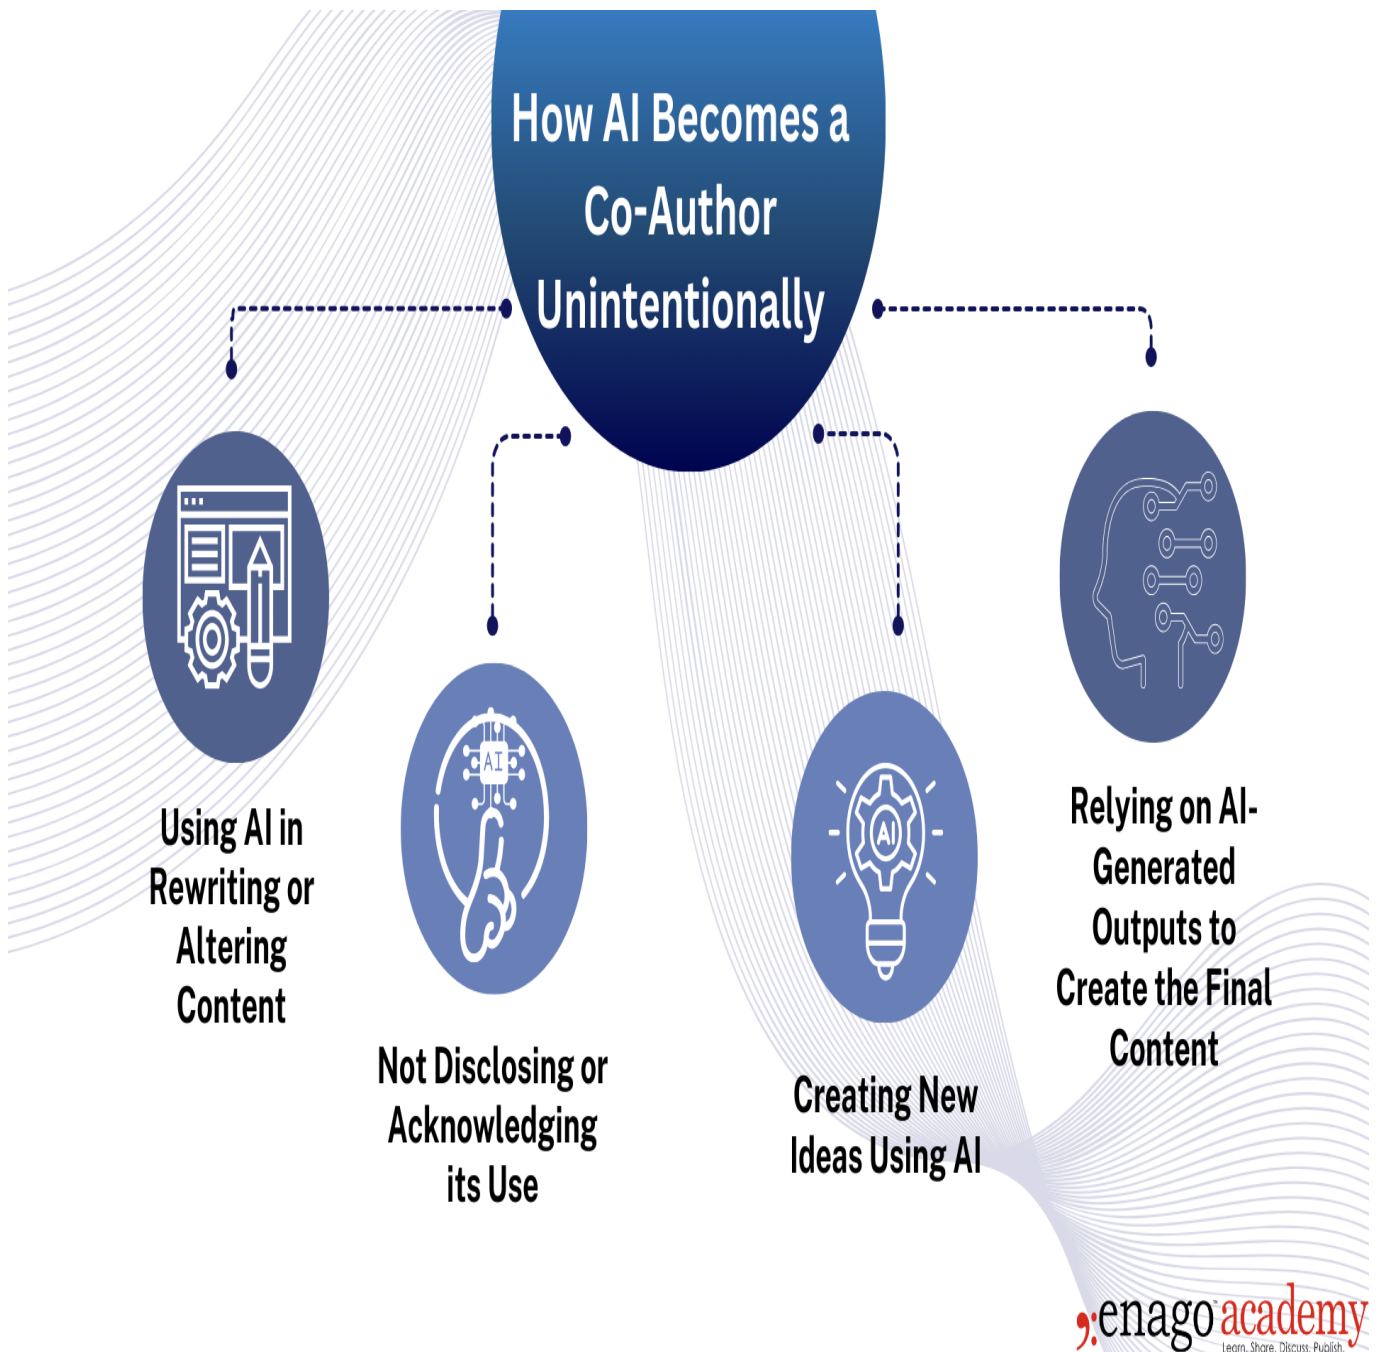 How AI Becomes a
Co-Author
Unintentionally
Using AI in
Rewriting or
Altering
Content
AI
Not Disclosing or
Acknowledging
its Use
AI
Creating New
Ideas Using AI
Relying on AI-
Generated
Outputs to
Create the Final
Content
enago academy
Learn. Share. Discuss. Publish.